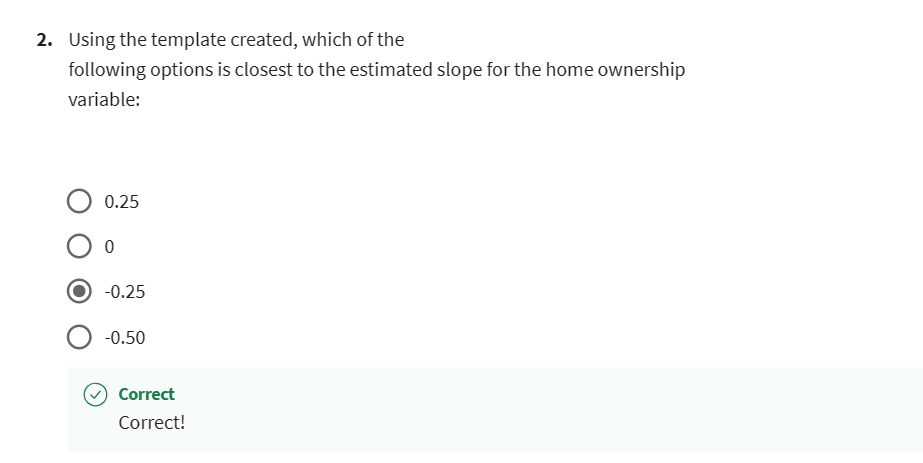 2. Using the template created, which of the
following options is closest to the estimated slope for the home ownership
variable:
0.25
0
-0.25
-0.50
Correct
Correct!